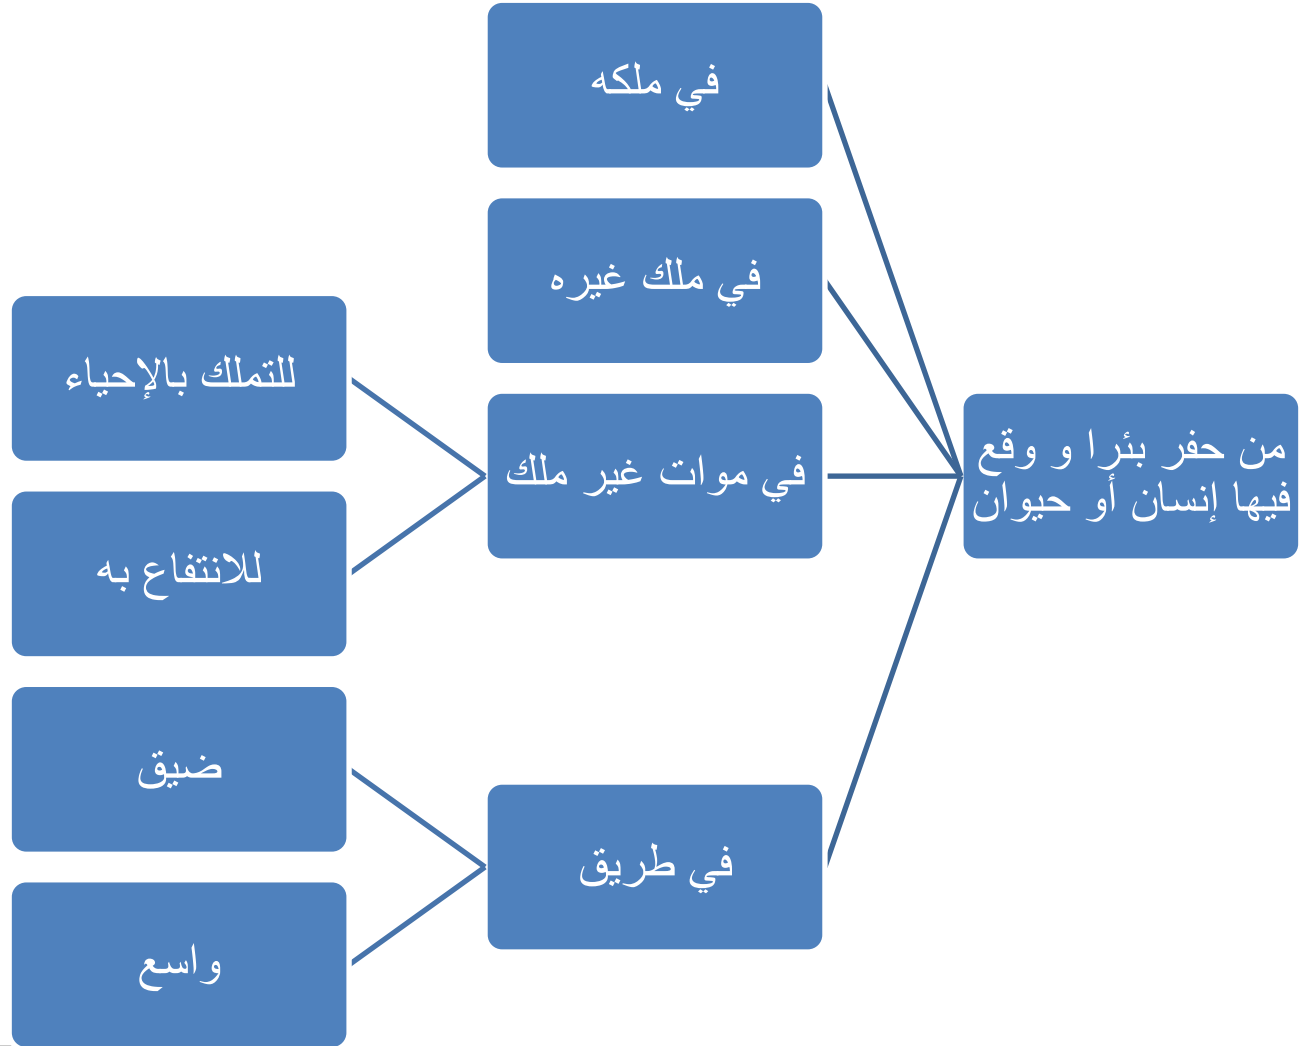 من حفر بئرا و وقع
فيها إنسان أو حيوان
في ملكه
في ملك غيره
في موات غير ملك
للتملك بالإحياء
للانتفاع به
في طريق
ضيق
واسع